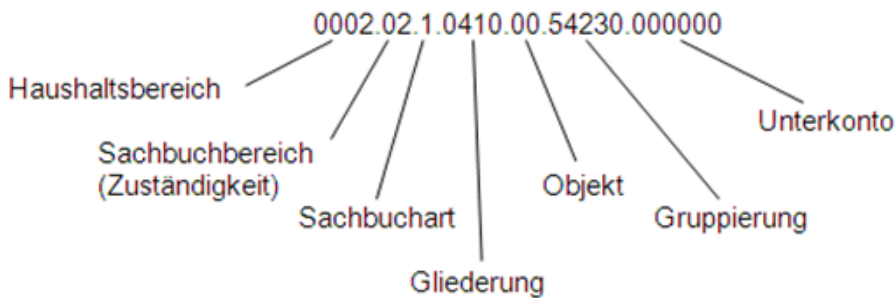 0002.02.1.0410.00.54230.000000
Haushaltsbereich
Unterkonto
Sachbuchbereich
(Zuständigkeit)
Objekt
Sachbuchart
Gruppierung
Gliederung